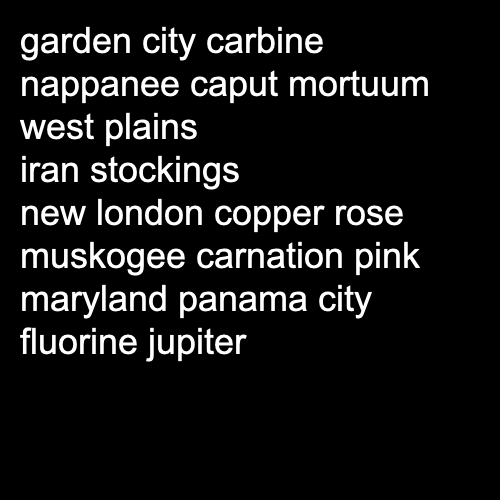 garden city carbine
nappanee caput mortuum
west plains
iran stockings
new london copper rose
muskogee carnation pink
maryland panama city
fluorine jupiter